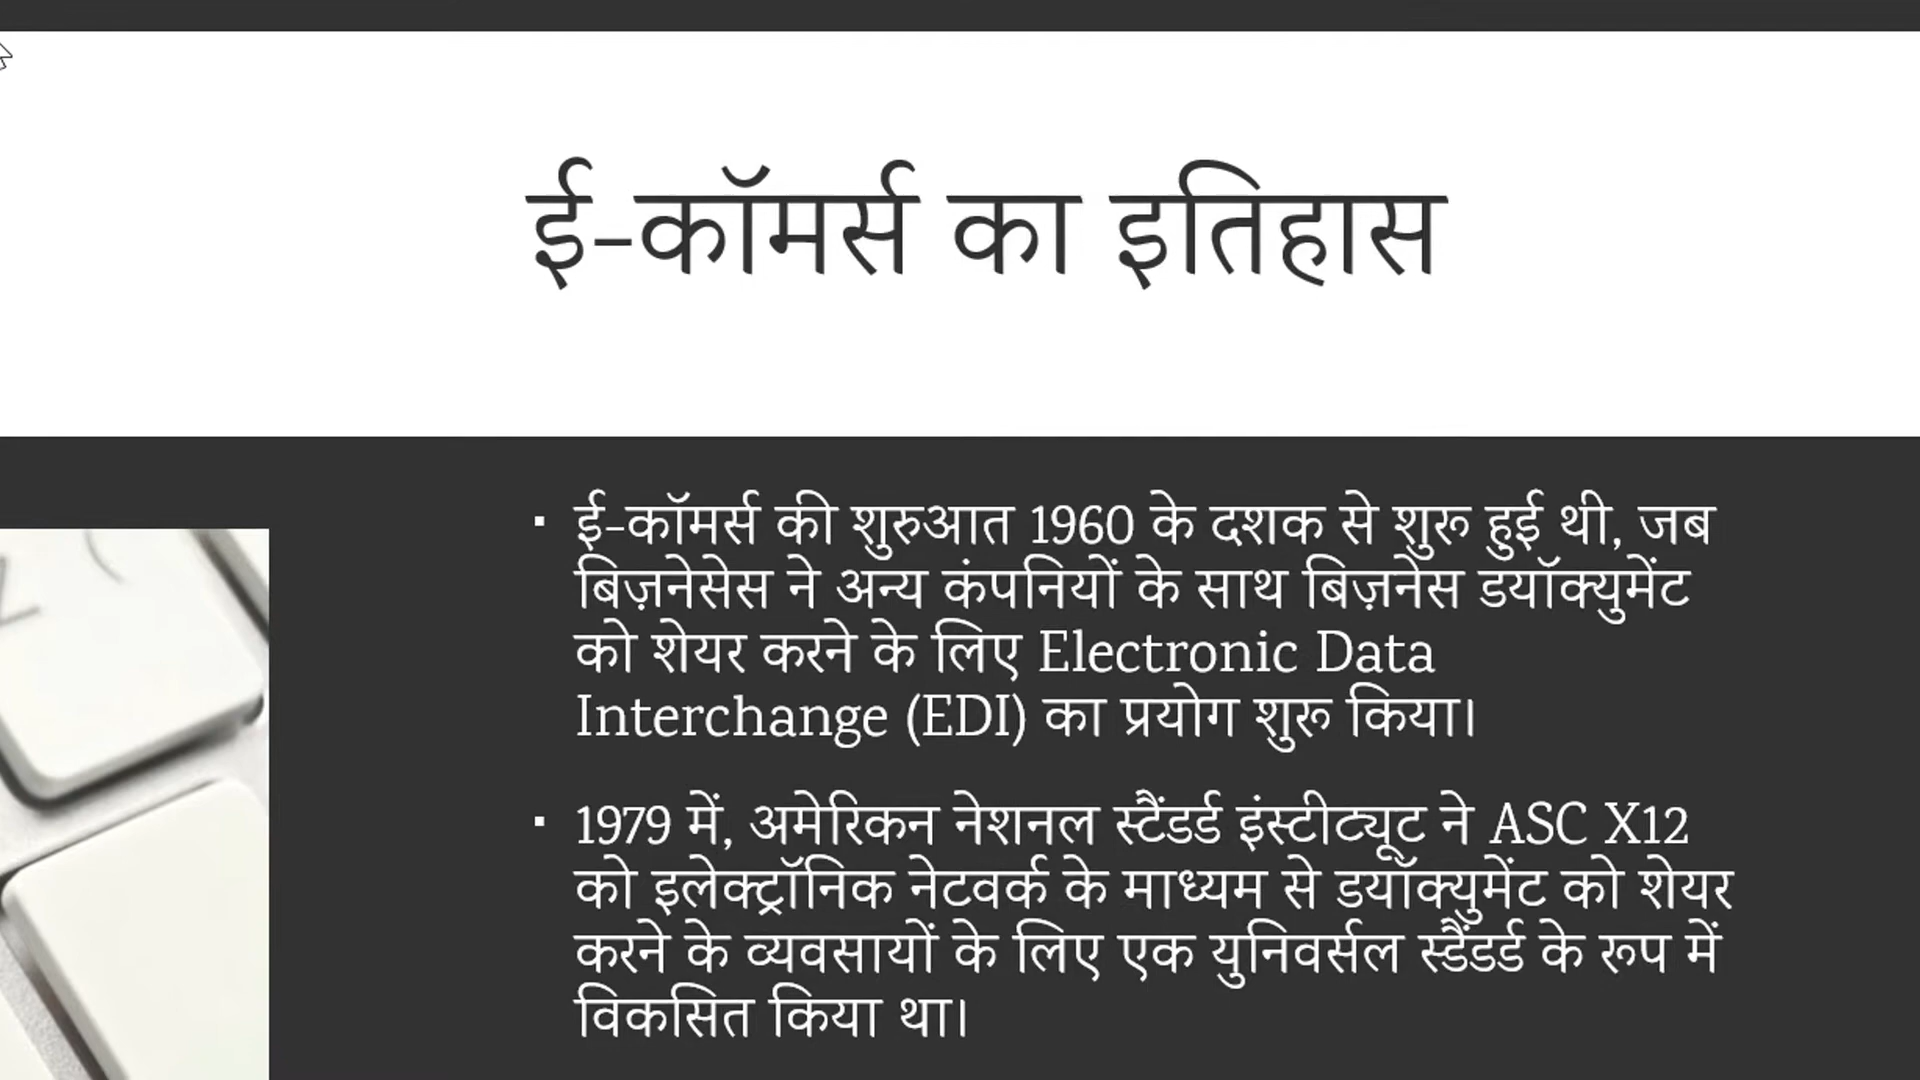 ई-कॉमर्स का इतिहास
▪ ई-कॉमर्स की शुरुआत 1960 के दशक से शुरू हुई थी, जब
बिज़नेसेस ने अन्य कंपनियों के साथ बिज़नेस डयॉक्युमेंट
को शेयर करने के लिए Electronic Data
Interchange (EDI) का प्रयोग शुरू किया।
▪ 1979 में, अमेरिकन नेशनल स्टैंडर्ड इंस्टीट्यूट ने ASC X12
को इलेक्ट्रॉनिक नेटवर्क के माध्यम से डयॉक्युमेंट को शेयर
करने के व्यवसायों के लिए एक युनिवर्सल स्डैंडर्ड के रूप में
विकसित किया था।